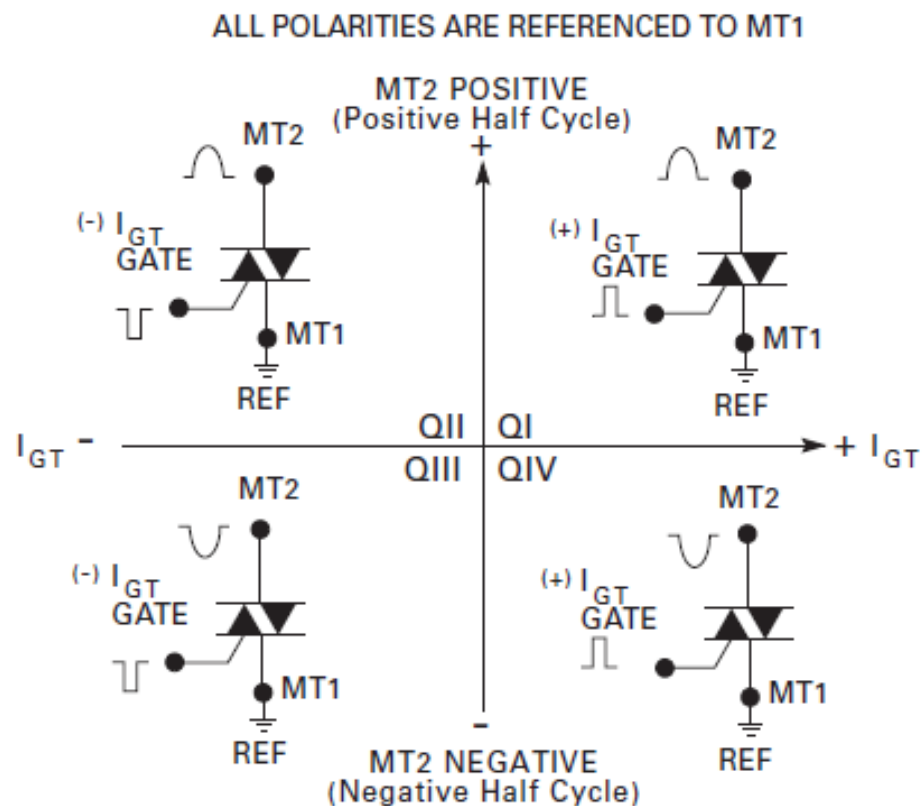 ALL POLARITIES ARE REFERENCED TO MT1
MT2 POSITIVE
(Positive Half Cycle)
+
MT2
(-) IGT
GATE
MT1
REF
MT2
(+) IGT
GATE
MT1
REF
IGT -
QII
QI
QIII
QIV
+ IGT
MT2
(-) IGT
GATE
MT1
REF
MT2
(+) IGT
GATE
MT1
REF
-
MT2 NEGATIVE
(Negative Half Cycle)